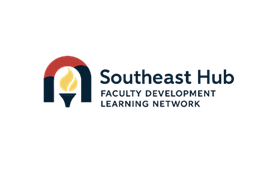 Southeast Hub
FACULTY DEVELOPMENT
LEARNING NETWORK